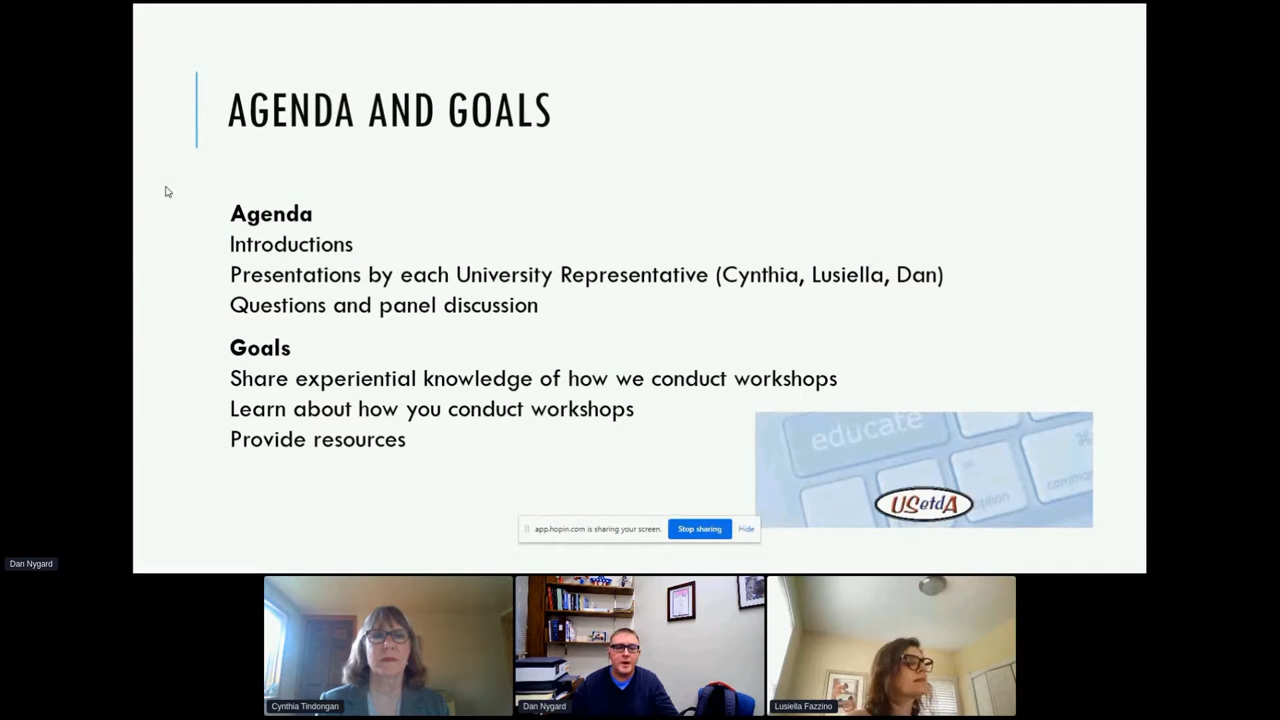 AGENDA AND GOALS
Agenda
Introductions
Presentations by each University Representative (Cynthia, Lusiella, Dan)
Questions and panel discussion
Goals
Share experiential knowledge of how we conduct workshops
Learn about how you conduct workshops
Provide resources
educate
option
USetdA
app.hopin.com is sharing your screen.
Stop sharing
Hide
Dan Nygard
Cynthia Tindongan
Dan Nygard
Lusiella Fazzino